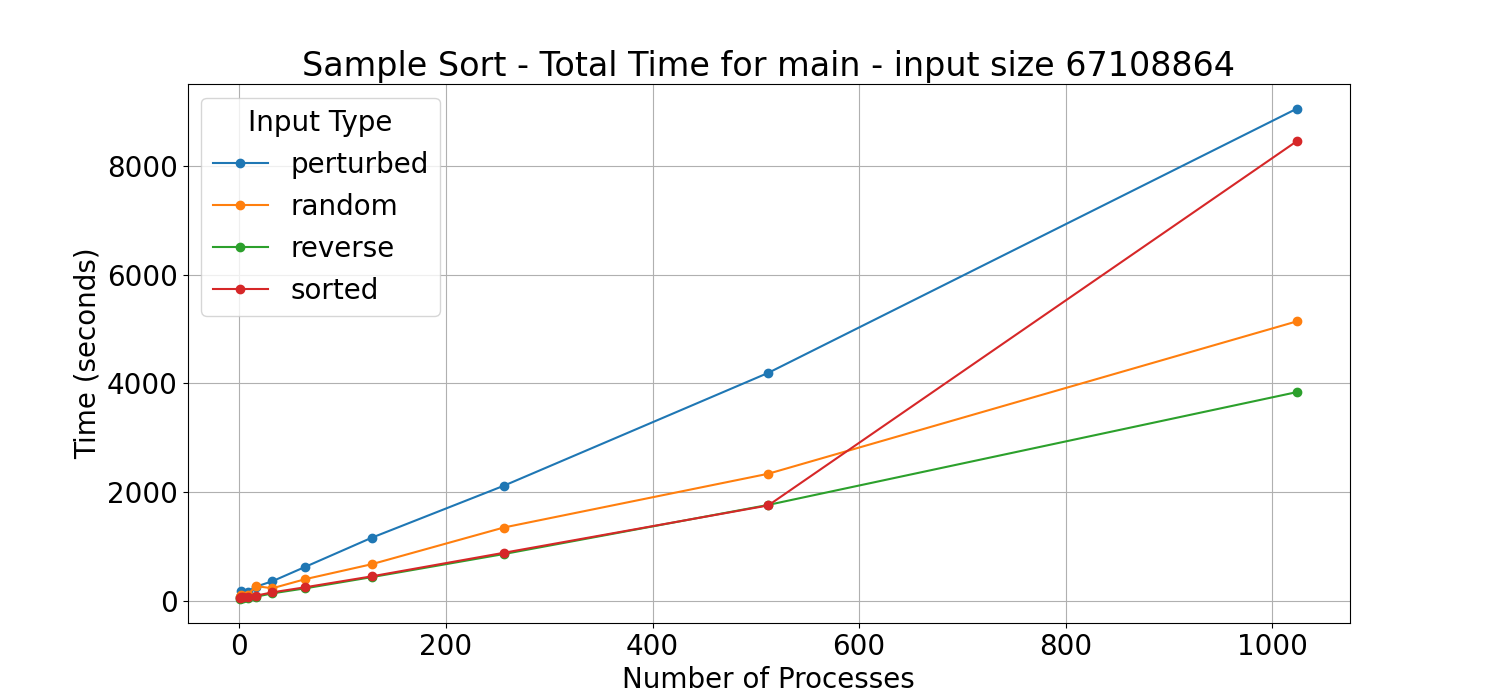 Sample Sort - Total Time for main - input size 67108864
Input Type
perturbed
random
reverse
sorted
Time (seconds)
8000
6000
4000
2000
0
0 200 400 600 800 1000
Number of Processes